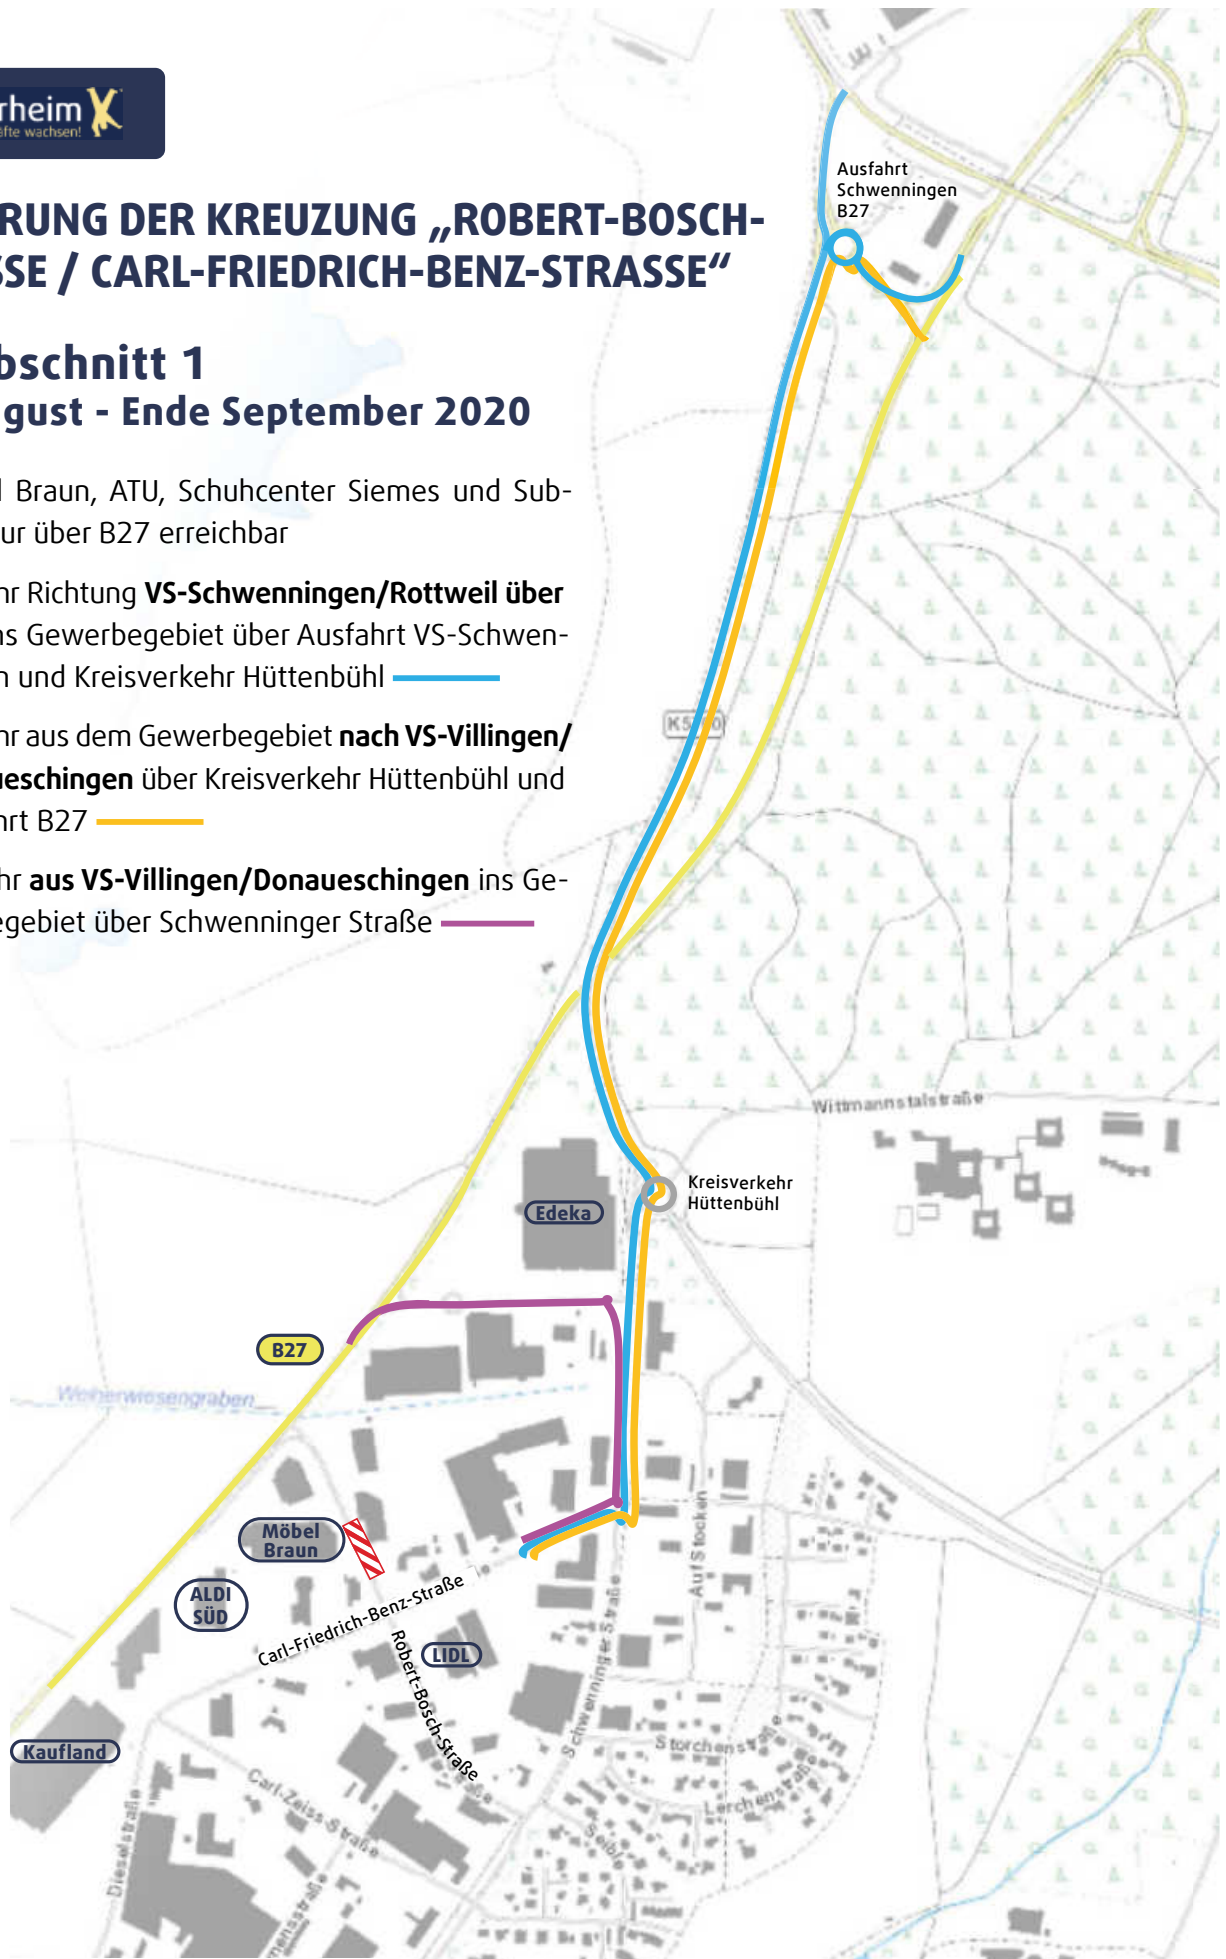 rheim
äfte wachsen!
RUNG DER KREUZUNG „ROBERT-BOSCH-
SSE / CARL-FRIEDRICH-BENZ-STRASSE“
bschnitt 1
gust - Ende September 2020
l Braun, ATU, Schuhcenter Siemes und Sub-
ur über B27 erreichbar
hr Richtung VS-Schwenningen/Rottweil über
ns Gewerbegebiet über Ausfahrt VS-Schwen-
n und Kreisverkehr Hüttenbühl
hr aus dem Gewerbegebiet nach VS-Villingen/
ueschingen über Kreisverkehr Hüttenbühl und
hrt B27
hr aus VS-Villingen/Donaueschingen ins Ge-
egebiet über Schwenninger Straße
Ausfahrt
Schwenningen
B27
Wittmannstalstraße
Kreisverkehr
Hüttenbühl
Edeka
B27
Weiherwiesengraben
Möbel
Braun
ALDI
SÜD
Carl-Friedrich-Benz-Straße
LIDL
Robert-Bosch-Straße
Auf Stocken
Schwenninger Straße
Kaufland
Storchenstraße
Lerchenstraße
Carl-Zeiss-Straße
Seible
Dieselstraße
mensstraße